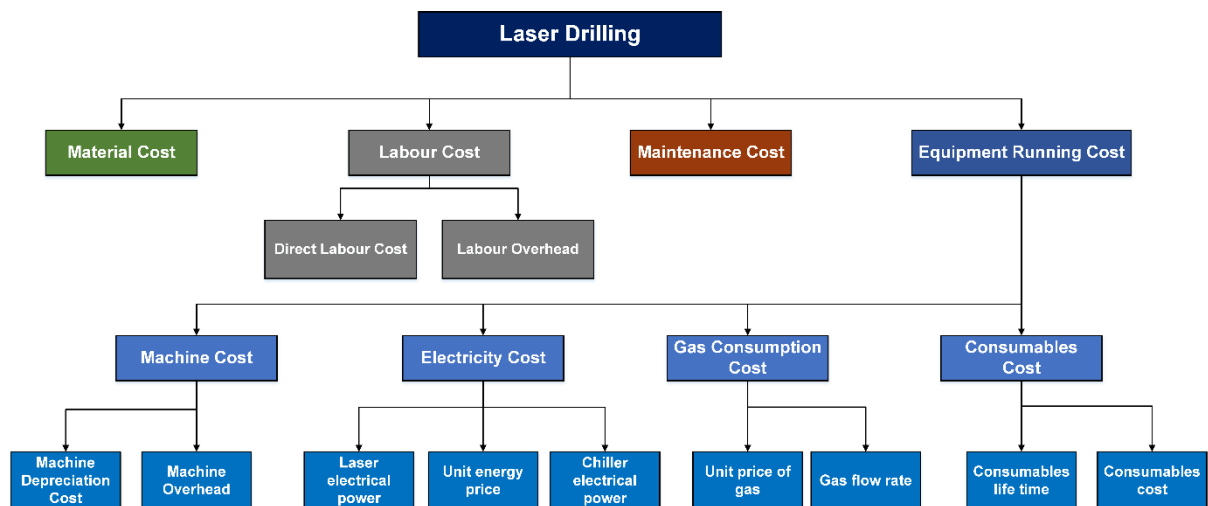 Laser Drilling
Material Cost
Labour Cost
Maintenance Cost
Equipment Running Cost
Direct Labour Cost
Labour Overhead
Machine Cost
Electricity Cost
Gas Consumption
Cost
Consumables
Cost
Machine
Depreciation
Cost
Machine
Overhead
Laser
electrical
power
Unit energy
price
Chiller
electrical
power
Unit price of
gas
Gas flow rate
Consumables
life time
Consumables
cost